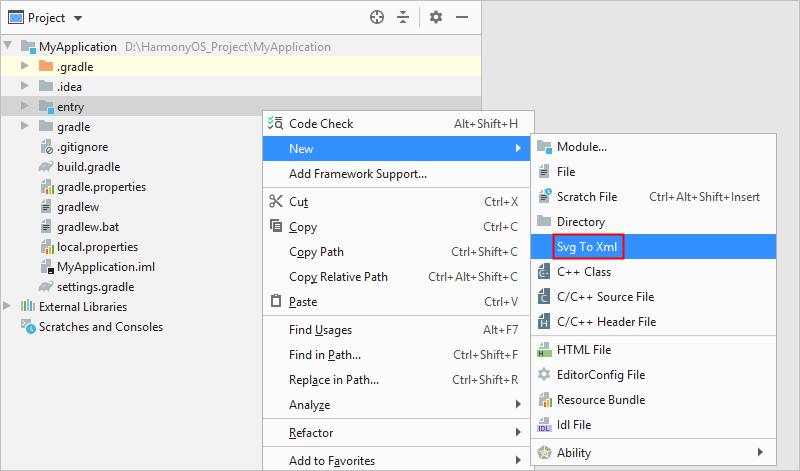 Project
MyApplication D:\HarmonyOS_Project\MyApplication
.gradle
.idea
entry
gradle
.gitignore
build.gradle
gradle.properties
gradlew
gradlew.bat
local.properties
MyApplication.iml
settings.gradle
External Libraries
Scratches and Consoles
Code Check Alt+Shift+H
New
Add Framework Support...
Cut Ctrl+X
Copy Ctrl+C
Copy Path Ctrl+Shift+C
Copy Relative Path Ctrl+Alt+Shift+C
Paste Ctrl+V
Find Usages Alt+F7
Find in Path... Ctrl+Shift+F
Replace in Path... Ctrl+Shift+R
Analyze
Refactor
Add to Favorites
Module...
File
Scratch File Ctrl+Alt+Shift+Insert
Directory
Svg To Xml
C++ Class
C/C++ Source File
C/C++ Header File
HTML File
EditorConfig File
Resource Bundle
Idl File
Ability